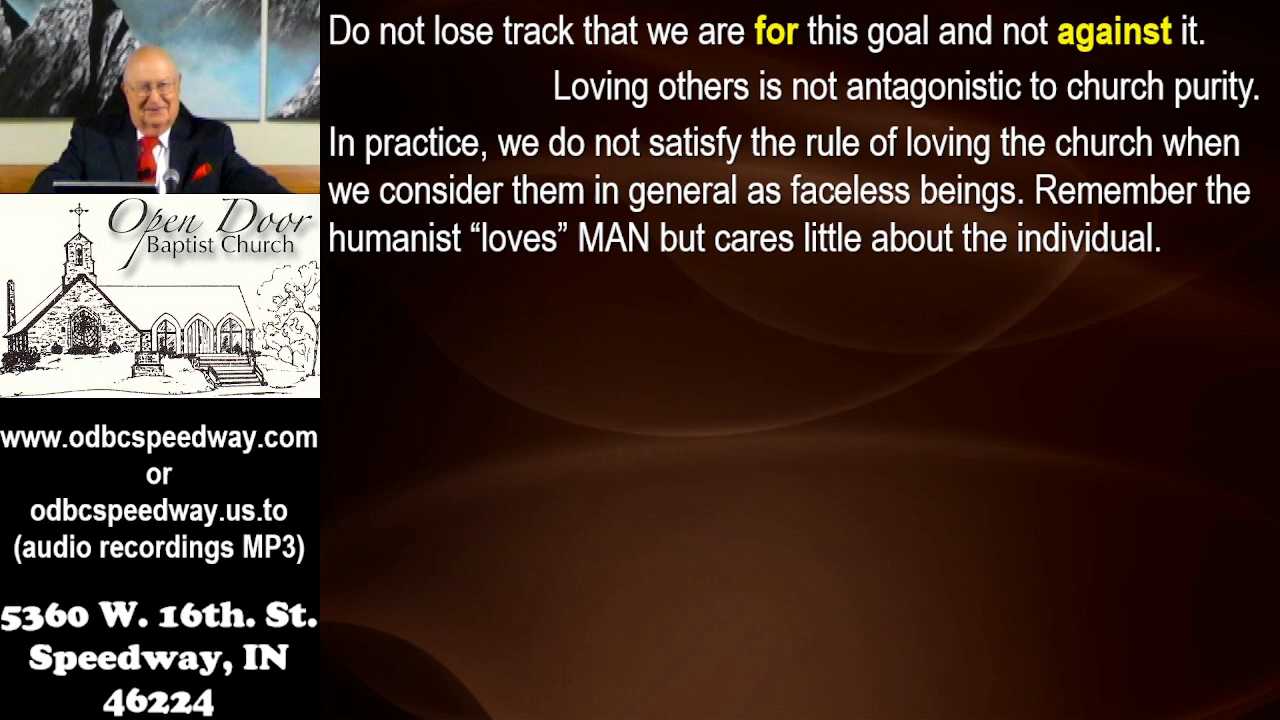 Do not lose track that we are for this goal and not against it.
Loving others is not antagonistic to church purity.
In practice, we do not satisfy the rule of loving the church when
we consider them in general as faceless beings. Remember the
humanist “loves” MAN but cares little about the individual.
Open Door
Baptist Church
www.odbcspeedway.com
or
odbcspeedway.us.to
(audio recordings MP3)
5360 W. 16th. St.
Speedway, IN
46224